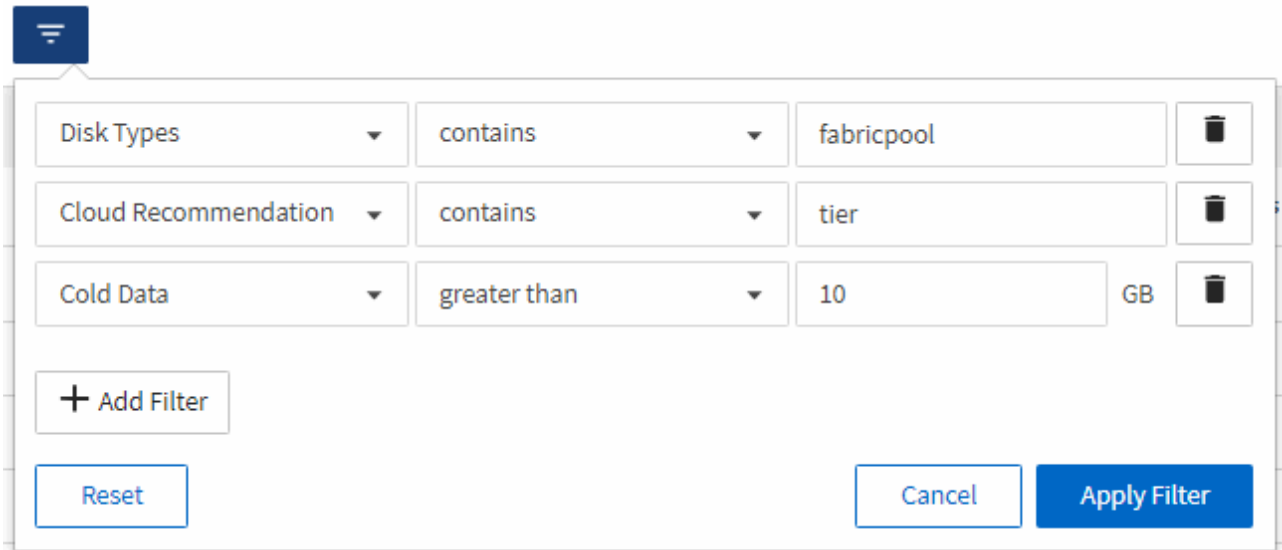 Disk Types contains fabricpool
Cloud Recommendation contains tier
s
Cold Data greater than 10 GB
+ Add Filter
Reset Cancel Apply Filter